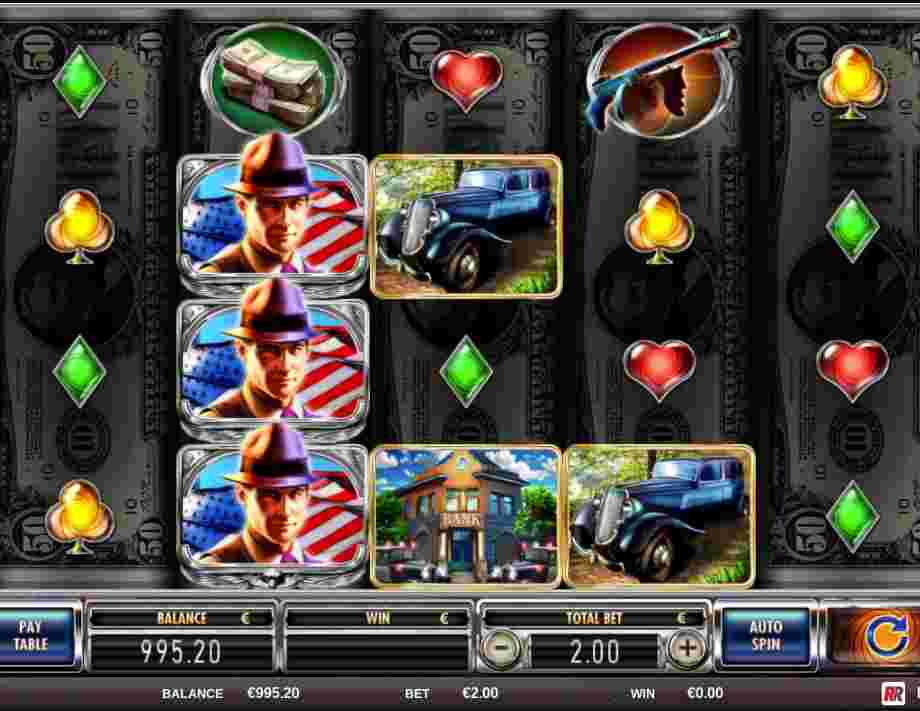 BANK
BALANCE €
WIN €
TOTAL BET €
PAY TABLE
995.20
2.00
AUTO SPIN
BALANCE €995.20 BET €2.00 WIN €0.00
RR